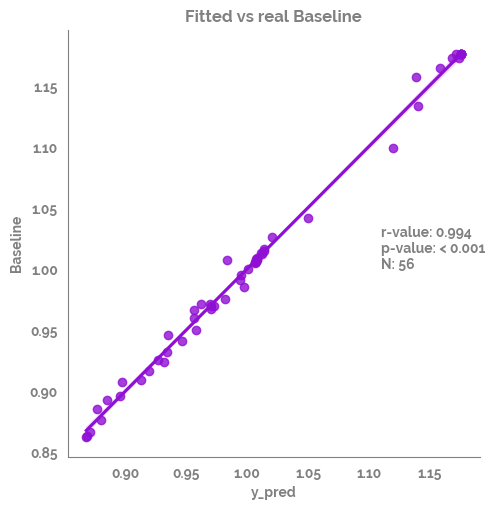 Fitted vs real Baseline
1.15
1.10
1.05
1.00
0.95
0.90
0.85
Baseline
r-value: 0.994
p-value: < 0.001
N: 56
0.90 0.95 1.00 1.05 1.10 1.15
y_pred